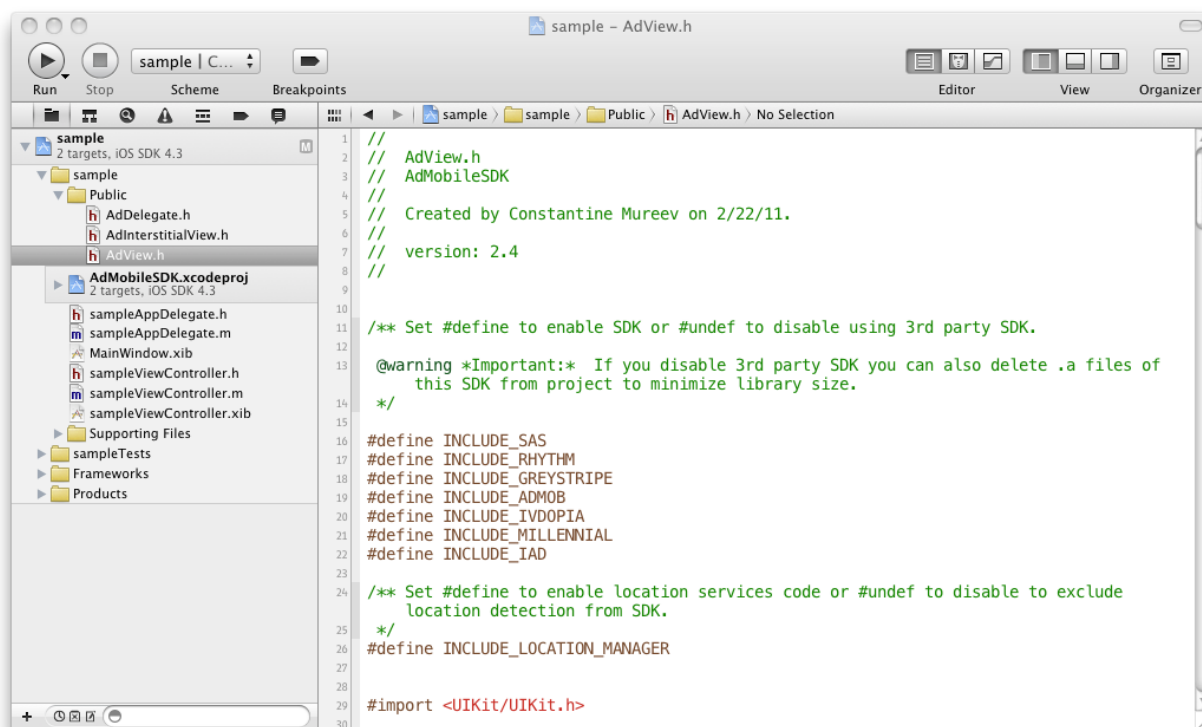 sample – AdView.h
sample | C...
Run
Stop
Scheme
Breakpoints
Editor
View
Organizer
sample
2 targets, iOS SDK 4.3
M
sample
Public
AdDelegate.h
AdInterstitialView.h
AdView.h
AdMobileSDK.xcodeproj
2 targets, iOS SDK 4.3
sampleAppDelegate.h
sampleAppDelegate.m
MainWindow.xib
sampleViewController.h
sampleViewController.m
sampleViewController.xib
Supporting Files
sampleTests
Frameworks
Products
sample 〉 sample 〉 Public 〉 h AdView.h 〉 No Selection
1 //
2 //  AdView.h
3 //  AdMobileSDK
4 //
5 //  Created by Constantine Mureev on 2/22/11.
6 //
7 //  version: 2.4
8 //
9
10
11 /** Set #define to enable SDK or #undef to disable using 3rd party SDK.
12
13 @warning *Important:*  If you disable 3rd party SDK you can also delete .a files of
this SDK from project to minimize library size.
14 */
15
16 #define INCLUDE_SAS
17 #define INCLUDE_RHYTHM
18 #define INCLUDE_GREYSTRIPE
19 #define INCLUDE_ADMOB
20 #define INCLUDE_IVDOPIA
21 #define INCLUDE_MILLENNIAL
22 #define INCLUDE_IAD
23
24 /** Set #define to enable location services code or #undef to disable to exclude
location detection from SDK.
25 */
26 #define INCLUDE_LOCATION_MANAGER
27
28
29 #import <UIKit/UIKit.h>
30